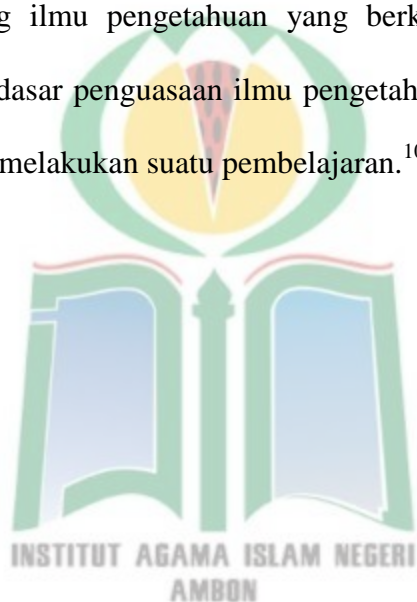 g ilmu pengetahuan yang berk
dasar penguasaan ilmu pengetah
melakukan suatu pembelajaran.¹⁰
INSTITUT AGAMA ISLAM NEGERI
AMBON